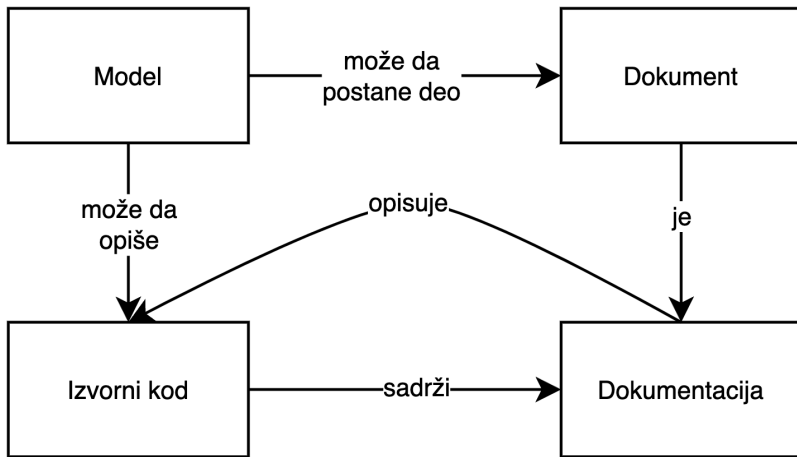 Model
može da
postane deo
Dokument
može da
opiše
opisuje
je
Izvorni kod
sadrži
Dokumentacija